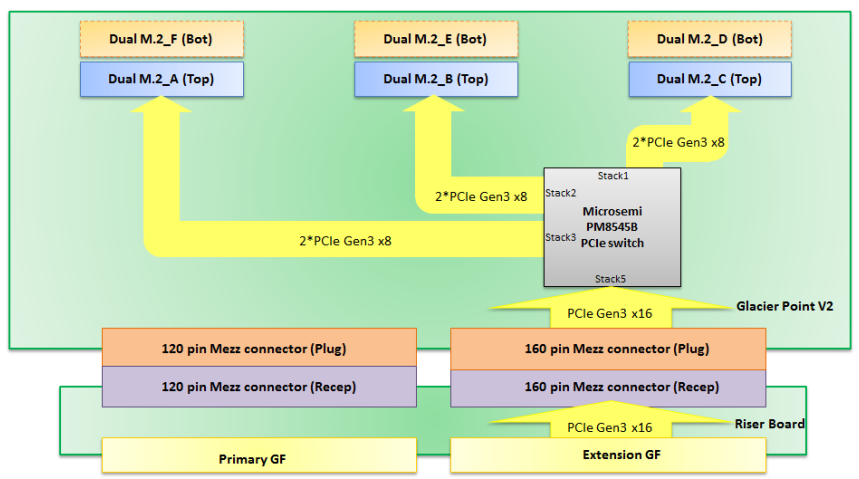 Dual M.2_F (Bot)
Dual M.2_E (Bot)
Dual M.2_D (Bot)
Dual M.2_A (Top)
Dual M.2_B (Top)
Dual M.2_C (Top)
2*PCIe Gen3 x8
Stack1
Stack2
2*PCIe Gen3 x8
Microsemi
PM8545B
PCIe switch
Stack3
2*PCIe Gen3 x8
Stack5
PCIe Gen3 x16
Glacier Point V2
120 pin Mezz connector (Plug)
160 pin Mezz connector (Plug)
120 pin Mezz connector (Recep)
160 pin Mezz connector (Recep)
PCIe Gen3 x16
Riser Board
Primary GF
Extension GF